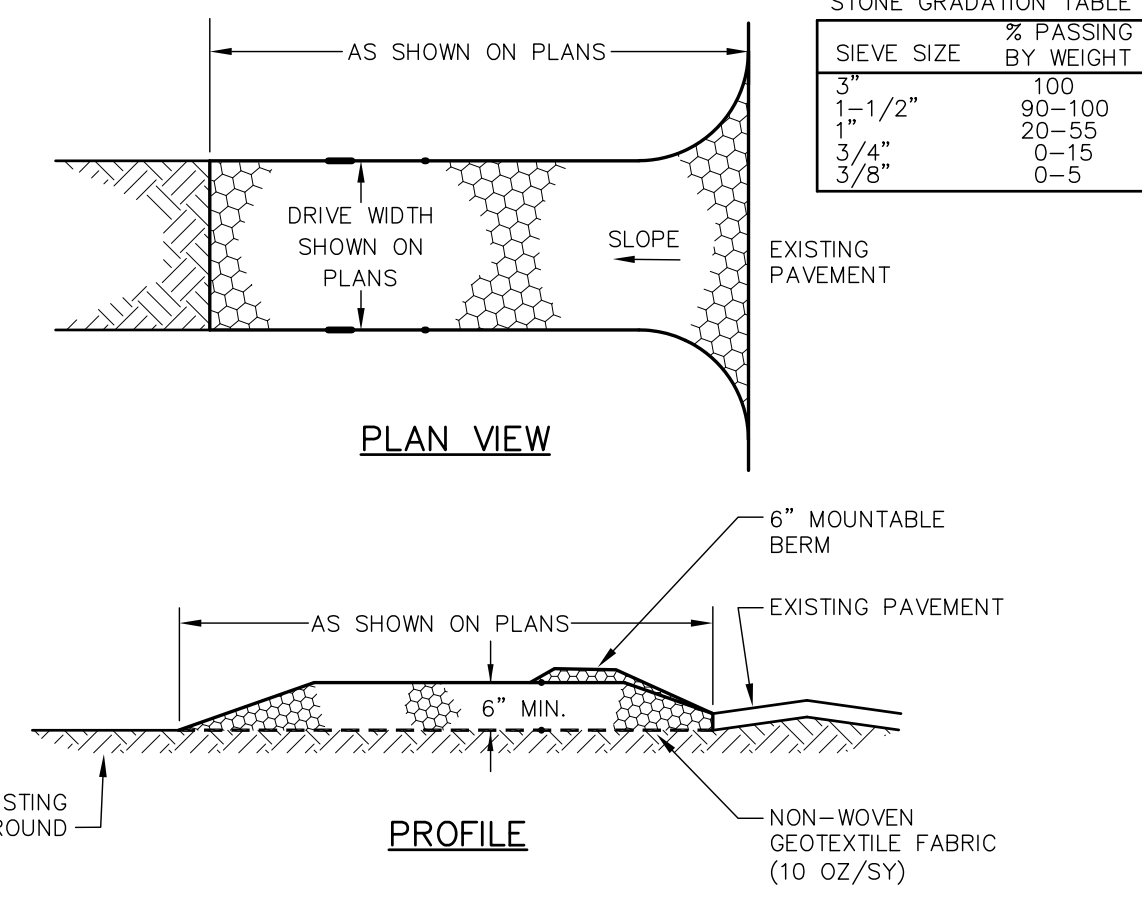 STONE GRADATION TABLE
SIEVE SIZE % PASSING BY WEIGHT
3” 100
1-1/2” 90-100
1” 20-55
3/4” 0-15
3/8” 0-5
AS SHOWN ON PLANS
DRIVE WIDTH
SHOWN ON
PLANS
SLOPE
EXISTING
PAVEMENT
PLAN VIEW
6” MOUNTABLE
BERM
EXISTING PAVEMENT
AS SHOWN ON PLANS
6” MIN.
STING
ROUND
NON-WOVEN
GEOTEXTILE FABRIC
(10 OZ/SY)
PROFILE